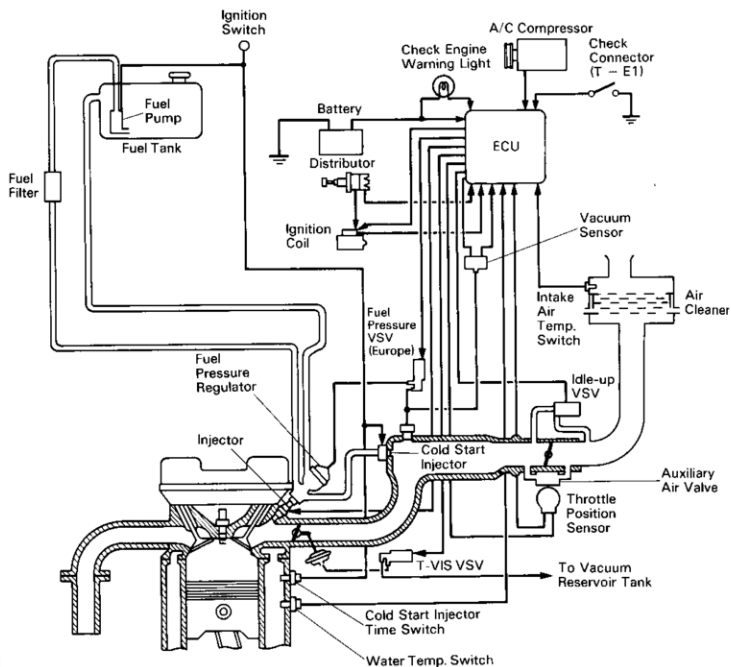 Ignition
Switch
A/C Compressor
Check Engine
Warning Light
Check
Connector
(T – E1)
Fuel
Pump
Fuel Tank
Battery
ECU
Distributor
Fuel
Filter
Ignition
Coil
Vacuum
Sensor
Intake
Air
Temp.
Switch
Air
Cleaner
Fuel
Pressure
VSV
(Europe)
Fuel
Pressure
Regulator
Idle-up
VSV
Injector
Cold Start
Injector
Auxiliary
Air Valve
Throttle
Position
Sensor
T-VIS VSV
To Vacuum
Reservoir Tank
Cold Start Injector
Time Switch
Water Temp. Switch